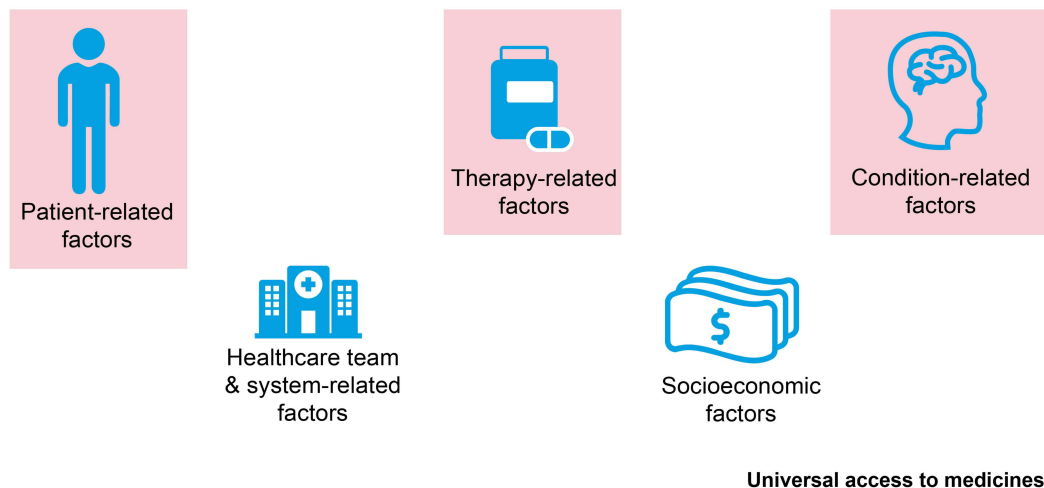 Patient-related
factors
Therapy-related
factors
Condition-related
factors
Healthcare team
& system-related
factors
$
Socioeconomic
factors
Universal access to medicines